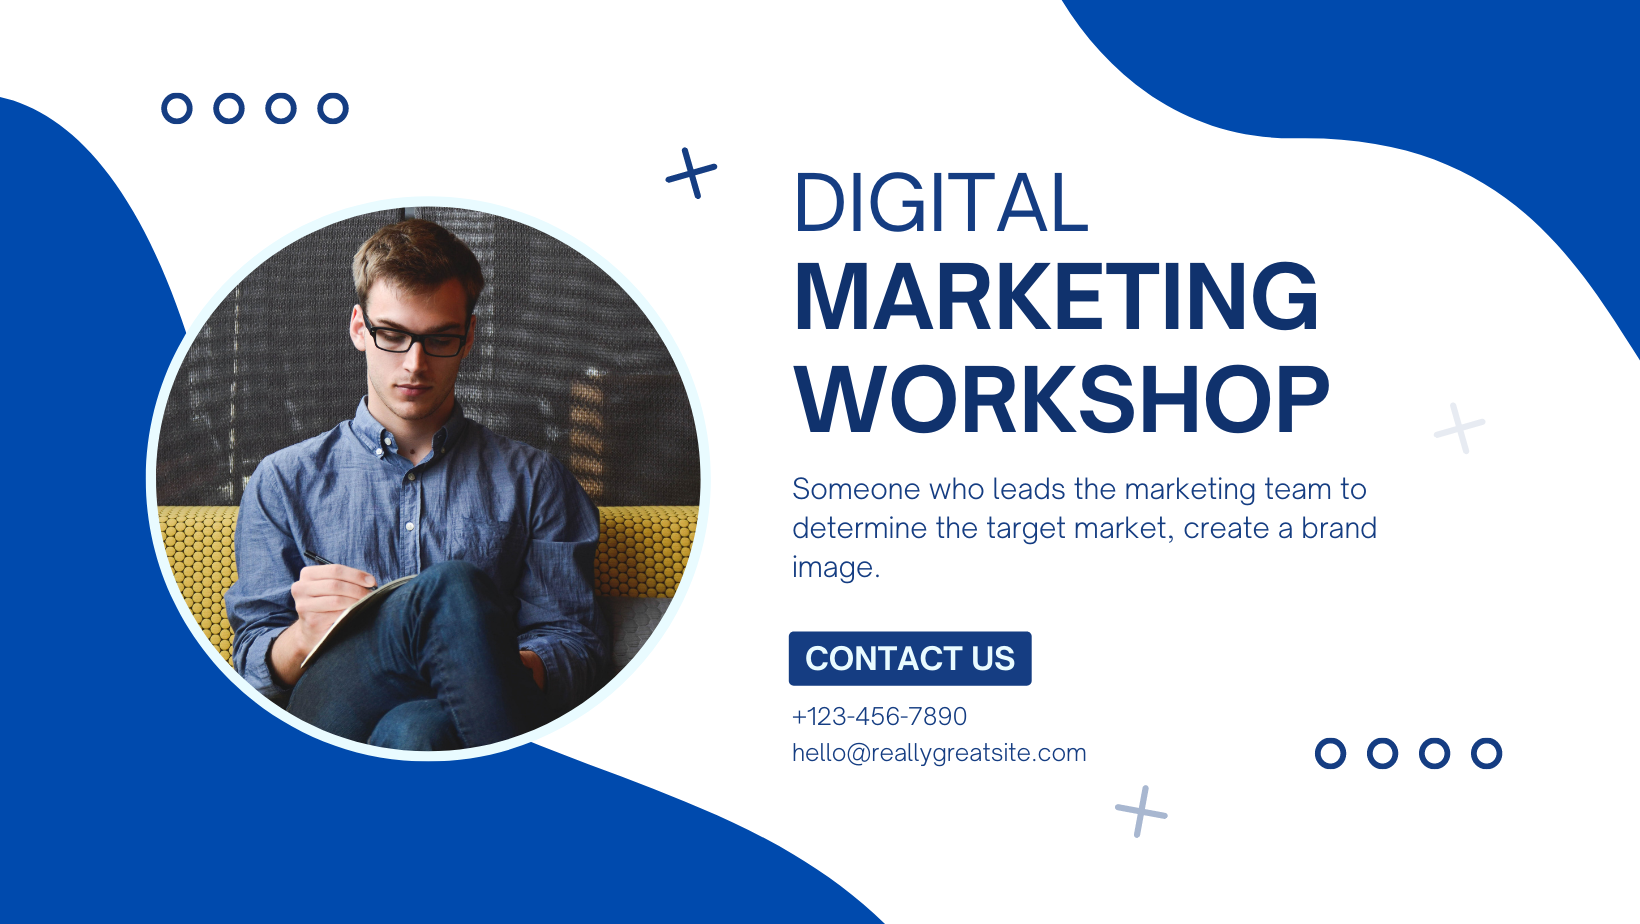 DIGITAL
MARKETING
WORKSHOP
Someone who leads the marketing team to
determine the target market, create a brand
image.
CONTACT US
+123-456-7890
hello@reallygreatsite.com